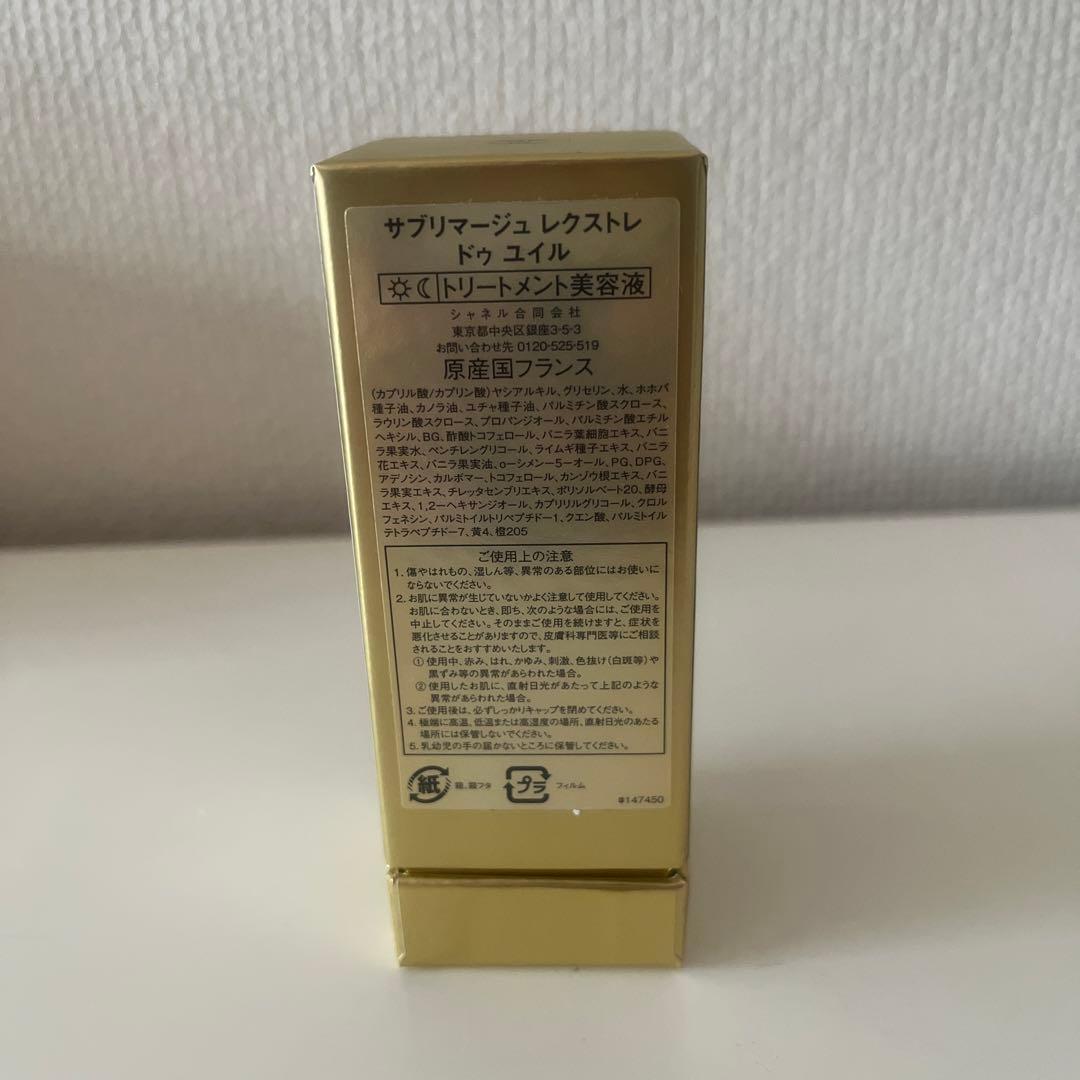 サブリマージュ レクストレ
ドゥ ユイル
トリートメント美容液
シャネル合同会社
東京都中央区銀座3-5-3
お問い合わせ先 0120-525-519
原産国フランス
(カプリル酸/カプリン酸)ヤシアルキル、グリセリン、水、ホホバ
種子油、カノラ油、ユチャ種子油、パルミチン酸スクロース、
ラウリン酸スクロース、プロパンジオール、パルミチン酸エチル
ヘキシル、BG、酢酸トコフェロール、バニラ葉細胞エキス、バニ
ラ果実水、ペンチレングリコール、ライムギ種子エキス、バニラ
花エキス、バニラ果実油、o-シメン-5-オール、PG、DPG、
アデノシン、カルボマー、トコフェロール、カンゾウ根エキス、バニ
ラ果実エキス、チレッタセンブリエキス、ポリソルベート20、酵母
エキス、1,2-ヘキサンジオール、カプリリルグリコール、クロル
フェネシン、パルミトイルトリペプチド-1、クエン酸、パルミトイル
テトラペプチド-7、黄4、橙205
ご使用上の注意
1. 傷やはれもの、湿しん等、異常のある部位にはお使いに
ならないでください。
2. お肌に異常が生じていないかよく注意して使用してください。
お肌に合わないとき、即ち、次のような場合には、ご使用を
中止してください。そのままご使用を続けますと、症状を
悪化させることがありますので、皮膚科専門医等にご相談
されることをおすすめいたします。
① 使用中、赤み、はれ、かゆみ、刺激、色抜け(白斑等)や
黒ずみ等の異常があらわれた場合。
② 使用したお肌に、直射日光があたって上記のような
異常があらわれた場合。
3. ご使用後は、必ずしっかりキャップを閉めてください。
4. 極端に高温、低温または高湿度の場所、直射日光のあたる
場所には保管しないでください。
5. 乳幼児の手の届かないところに保管してください。
紙 箱、箱フタ プラ フィルム
#147450